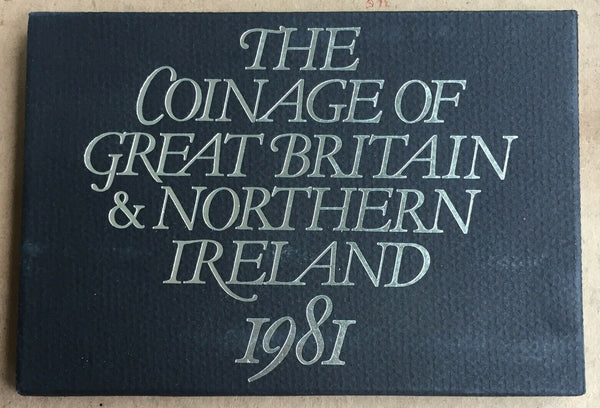 THE
COINAGE OF
GREAT BRITAIN
& NORTHERN
IRELAND
1981